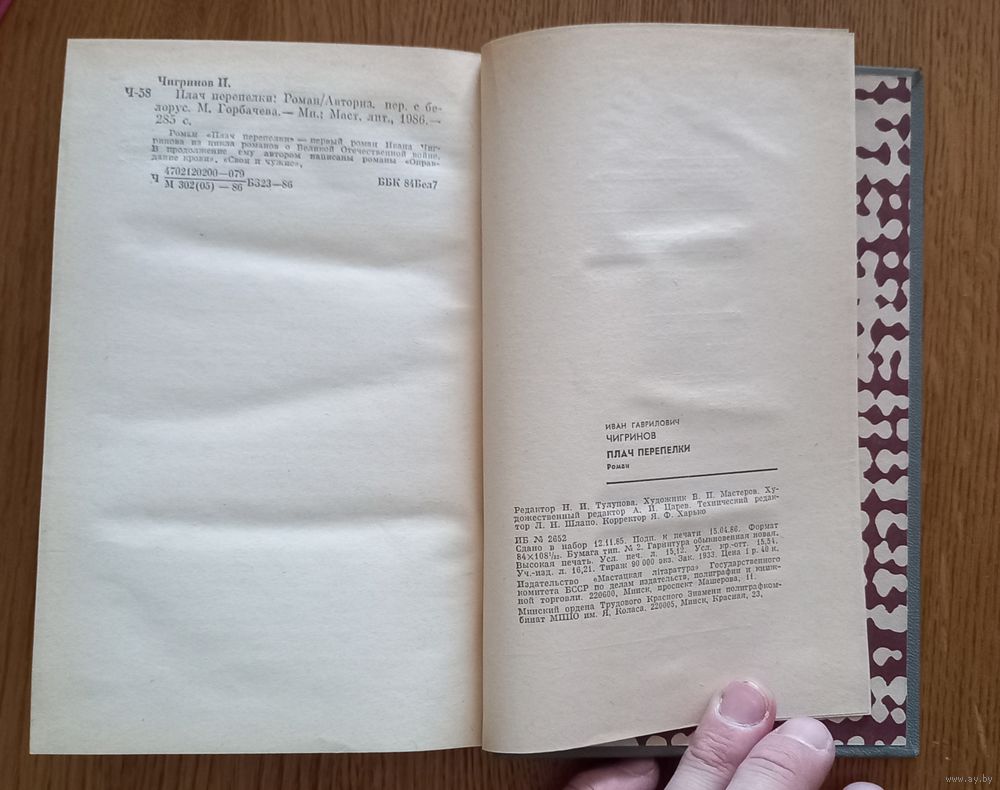 Чигринов И.
Ч-58 Плач перепелки: Роман/Авториз. пер. с бе-
лорус. М. Горбачева.— Мн.: Маст. лит., 1986.—
285 с.
Роман «Плач перепелки» — первый роман Ивана Чиг-
ринова из цикла романов о Великой Отечественной войне.
В продолжение ему автором написаны романы «Оправ-
дание крови», «Свои и чужие».
Ч 4702120200—079
М 302(05) — 86 БЗ23—86 ББК 84Бел7
ИВАН ГАВРИЛОВИЧ
ЧИГРИНОВ
ПЛАЧ ПЕРЕПЕЛКИ
Роман
Редактор Н. И. Тулупова. Художник В. П. Мастеров. Ху-
дожественный редактор А. И. Царев. Технический редак-
тор Л. Н. Шлапо. Корректор Я. Ф. Харько
ИБ № 2652
Сдано в набор 12.11.85. Подп. к печати 15.04.86. Формат
84×108¹/₃₂. Бумага тип. № 2. Гарнитура обыкновенная новая.
Высокая печать. Усл. печ. л. 15,12. Усл. кр.-отт. 15,54.
Уч.-изд. л. 16,21. Тираж 90 000 экз. Зак. 1933. Цена 1 р. 40 к.
Издательство «Мастацкая літаратура» Государственного
комитета БССР по делам издательств, полиграфии и книж-
ной торговли. 220600, Минск, проспект Машерова, 11.
Минский ордена Трудового Красного Знамени полиграфком-
бинат МППО им. Я. Коласа. 220005, Минск, Красная, 23.
www.ay.by